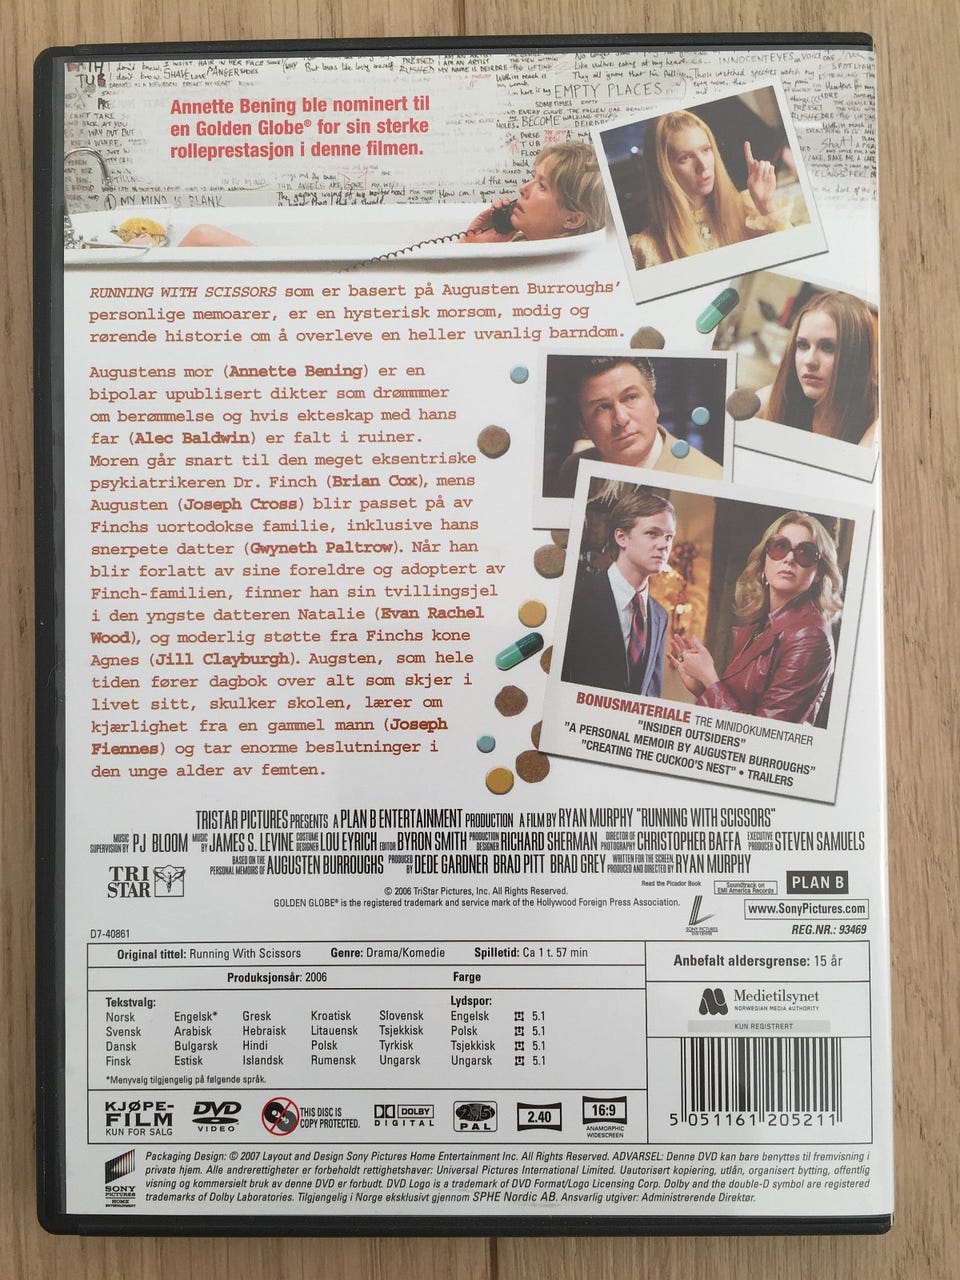 Annette Bening ble nominert til
en Golden Globe® for sin sterke
rolleprestasjon i denne filmen.
EMPTY PLACES
MY MIND IS BLANK
RUNNING WITH SCISSORS som er basert på Augusten Burroughs'
personlige memoarer, er en hysterisk morsom, modig og
rørende historie om å overleve en heller uvanlig barndom.
Augustens mor (Annette Bening) er en
bipolar upublisert dikter som drømmmer
om berømmelse og hvis ekteskap med hans
far (Alec Baldwin) er falt i ruiner.
Moren går snart til den meget eksentriske
psykiatrikeren Dr. Finch (Brian Cox), mens
Augusten (Joseph Cross) blir passet på av
Finchs uortodokse familie, inklusive hans
snerpete datter (Gwyneth Paltrow). Når han
blir forlatt av sine foreldre og adoptert av
Finch-familien, finner han sin tvillingsjel
i den yngste datteren Natalie (Evan Rachel
Wood), og moderlig støtte fra Finchs kone
Agnes (Jill Clayburgh). Augsten, som hele
tiden fører dagbok over alt som skjer i
livet sitt, skulker skolen, lærer om
kjærlighet fra en gammel mann (Joseph
Fiennes) og tar enorme beslutninger i
den unge alder av femten.
BONUSMATERIALE TRE MINIDOKUMENTARER
"INSIDER OUTSIDERS"
"A PERSONAL MEMOIR BY AUGUSTEN BURROUGHS"
"CREATING THE CUCKOO'S NEST" • TRAILERS
TRISTAR PICTURES PRESENTS A PLAN B ENTERTAINMENT PRODUCTION A FILM BY RYAN MURPHY "RUNNING WITH SCISSORS"
MUSIC SUPERVISION BY PJ BLOOM MUSIC BY JAMES S. LEVINE COSTUME DESIGNER LOU EYRICH EDITOR BYRON SMITH PRODUCTION DESIGNER RICHARD SHERMAN DIRECTOR OF PHOTOGRAPHY CHRISTOPHER BAFFA EXECUTIVE PRODUCER STEVEN SAMUELS
BASED ON THE PERSONAL MEMOIRS OF AUGUSTEN BURROUGHS PRODUCED BY DEDE GARDNER BRAD PITT BRAD GREY WRITTEN FOR THE SCREEN, PRODUCED AND DIRECTED BY RYAN MURPHY
TRI
STAR
© 2006 TriStar Pictures, Inc. All Rights Reserved.
GOLDEN GLOBE® is the registered trademark and service mark of the Hollywood Foreign Press Association.
Read the Picador Book
Soundtrack on
EMI America Records
PLAN B
SONY PICTURES
DVD CENTER
www.SonyPictures.com
D7-40861
REG.NR.: 93469
Original tittel: Running With Scissors Genre: Drama/Komedie Spilletid: Ca 1 t. 57 min
Produksjonsår: 2006 Farge
Tekstvalg: Lydspor:
Norsk Engelsk* Gresk Kroatisk Slovensk Engelsk 5.1
Svensk Arabisk Hebraisk Litauensk Tsjekkisk Polsk 5.1
Dansk Bulgarsk Hindi Polsk Tyrkisk Tsjekkisk 5.1
Finsk Estisk Islandsk Rumensk Ungarsk Ungarsk 5.1
*Menyvalg tilgjengelig på følgende språk.
Anbefalt aldersgrense: 15 år
Medietilsynet
NORWEGIAN MEDIA AUTHORITY
KUN REGISTRERT
5 051161 205211
KJØPE-
FILM
KUN FOR SALG
DVD
VIDEO
THIS DISC IS
COPY PROTECTED.
DOLBY
DIGITAL
2 5
PAL
2.40
16:9
ANAMORPHIC
WIDESCREEN
SONY
PICTURES
HOME
ENTERTAINMENT
Packaging Design: © 2007 Layout and Design Sony Pictures Home Entertainment Inc. All Rights Reserved. ADVARSEL: Denne DVD kan bare benyttes til fremvisning i
private hjem. Alle andrerettigheter er forbeholdt rettighetshaver: Universal Pictures International Limited. Uautorisert kopiering, utlån, organisert bytting, offentlig
visning og kommersielt bruk av denne DVD er forbudt. DVD Logo is a trademark of DVD Format/Logo Licensing Corp. Dolby and the double-D symbol are registered
trademarks of Dolby Laboratories. Tilgjengelig i Norge eksklusivt gjennom SPHE Nordic AB. Ansvarlig utgiver: Administrerende Direktør.